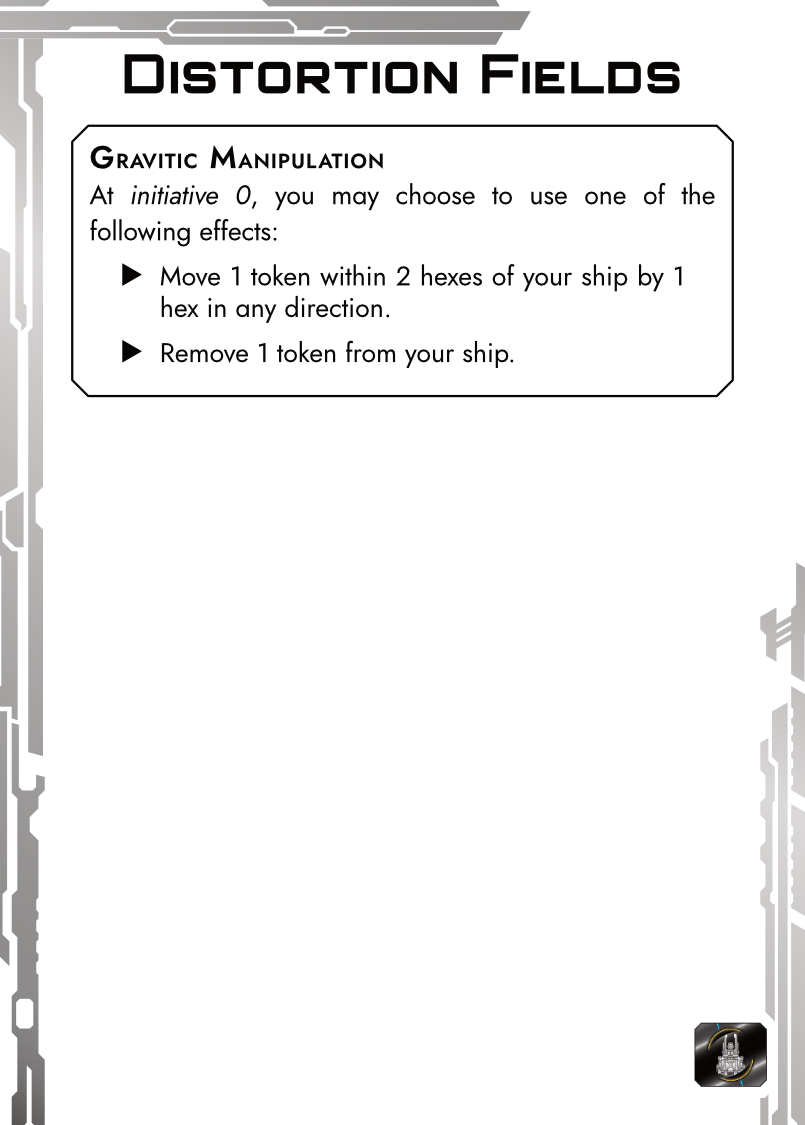 Distortion Fields
Gravitic Manipulation
At initiative 0, you may choose to use one of the
following effects:
▶ Move 1 token within 2 hexes of your ship by 1
hex in any direction.
▶ Remove 1 token from your ship.